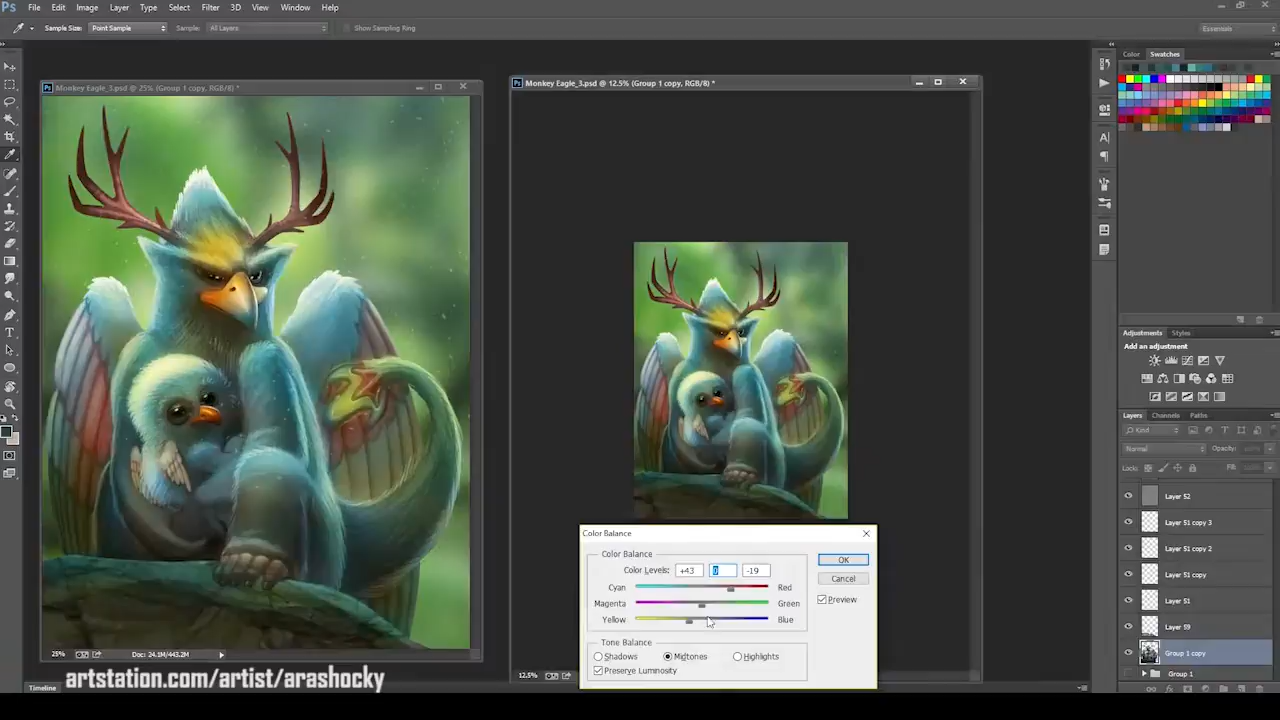 Ps File Edit Image Layer Type Select Filter 3D View Window Help
Sample Size: Point Sample Sample: All Layers Show Sampling Ring Essentials
Monkey Eagle_3.psd @ 25% (Group 1 copy, RGB/8) *
Monkey Eagle_3.psd @ 12.5% (Group 1 copy, RGB/8) *
Color Swatches
Adjustments Styles
Add an adjustment
Layers Channels Paths
Kind
Normal Opacity:
Lock: Fill:
Layer 52
Layer 51 copy 3
Layer 51 copy 2
Layer 51 copy
Layer 51
Layer 59
Group 1 copy
Group 1
Color Balance
Color Balance
Color Levels: +43 0 -19
Cyan Red
Magenta Green
Yellow Blue
Tone Balance
Shadows Midtones Highlights
Preserve Luminosity
OK
Cancel
Preview
25% Doc: 24.1M/443.2M
12.5%
Timeline
artstation.com/artist/arashocky